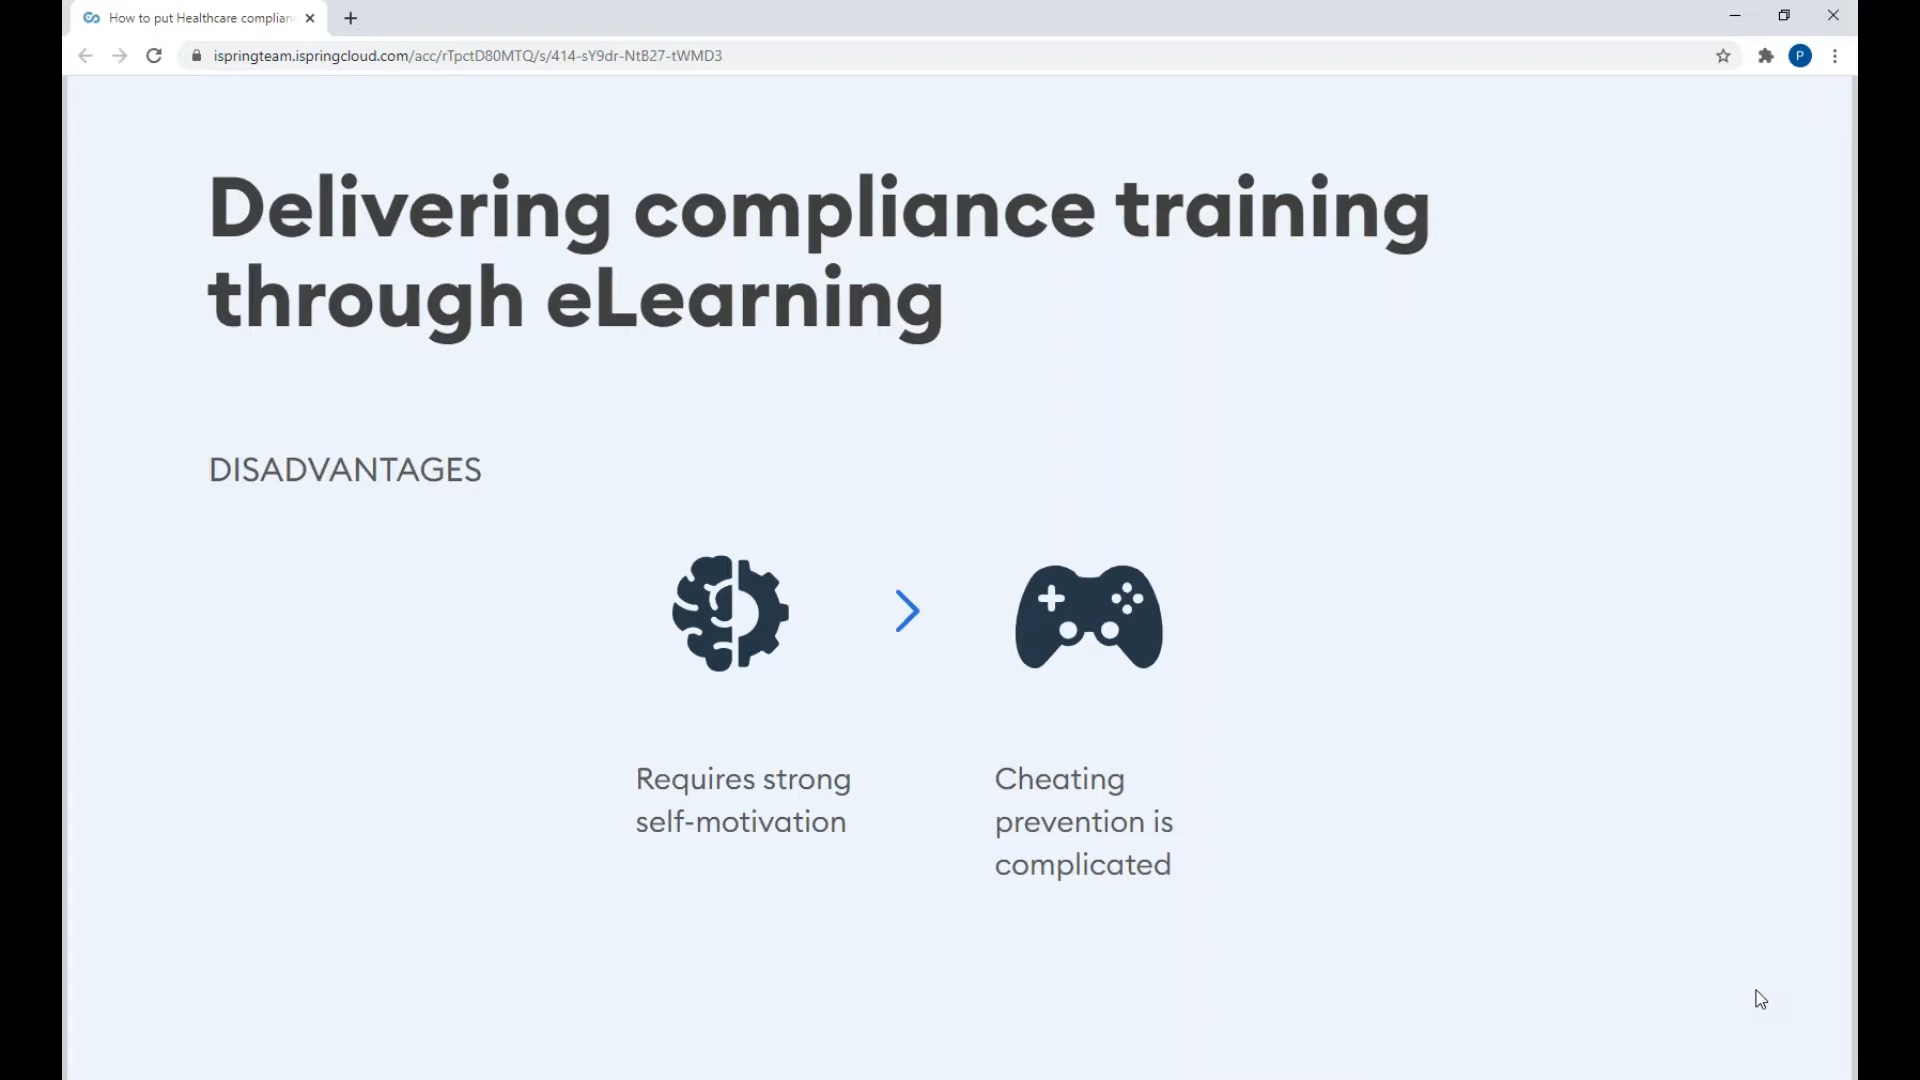 How to put Healthcare complian
ispringteam.ispringcloud.com/acc/rTpctD80MTQ/s/414-sY9dr-NtB27-tWMD3
P
Delivering compliance training
through eLearning
DISADVANTAGES
Requires strong
self-motivation
Cheating
prevention is
complicated